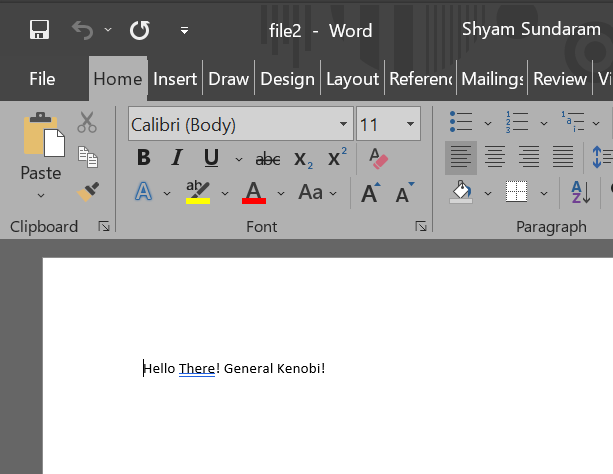 file2 - Word
Shyam Sundaram
File Home Insert Draw Design Layout Referenc Mailings Review Vi
Calibri (Body) 11
Paste
B I U abc X₂ X²
A ab A Aa A A
Clipboard Font Paragraph
Hello There! General Kenobi!